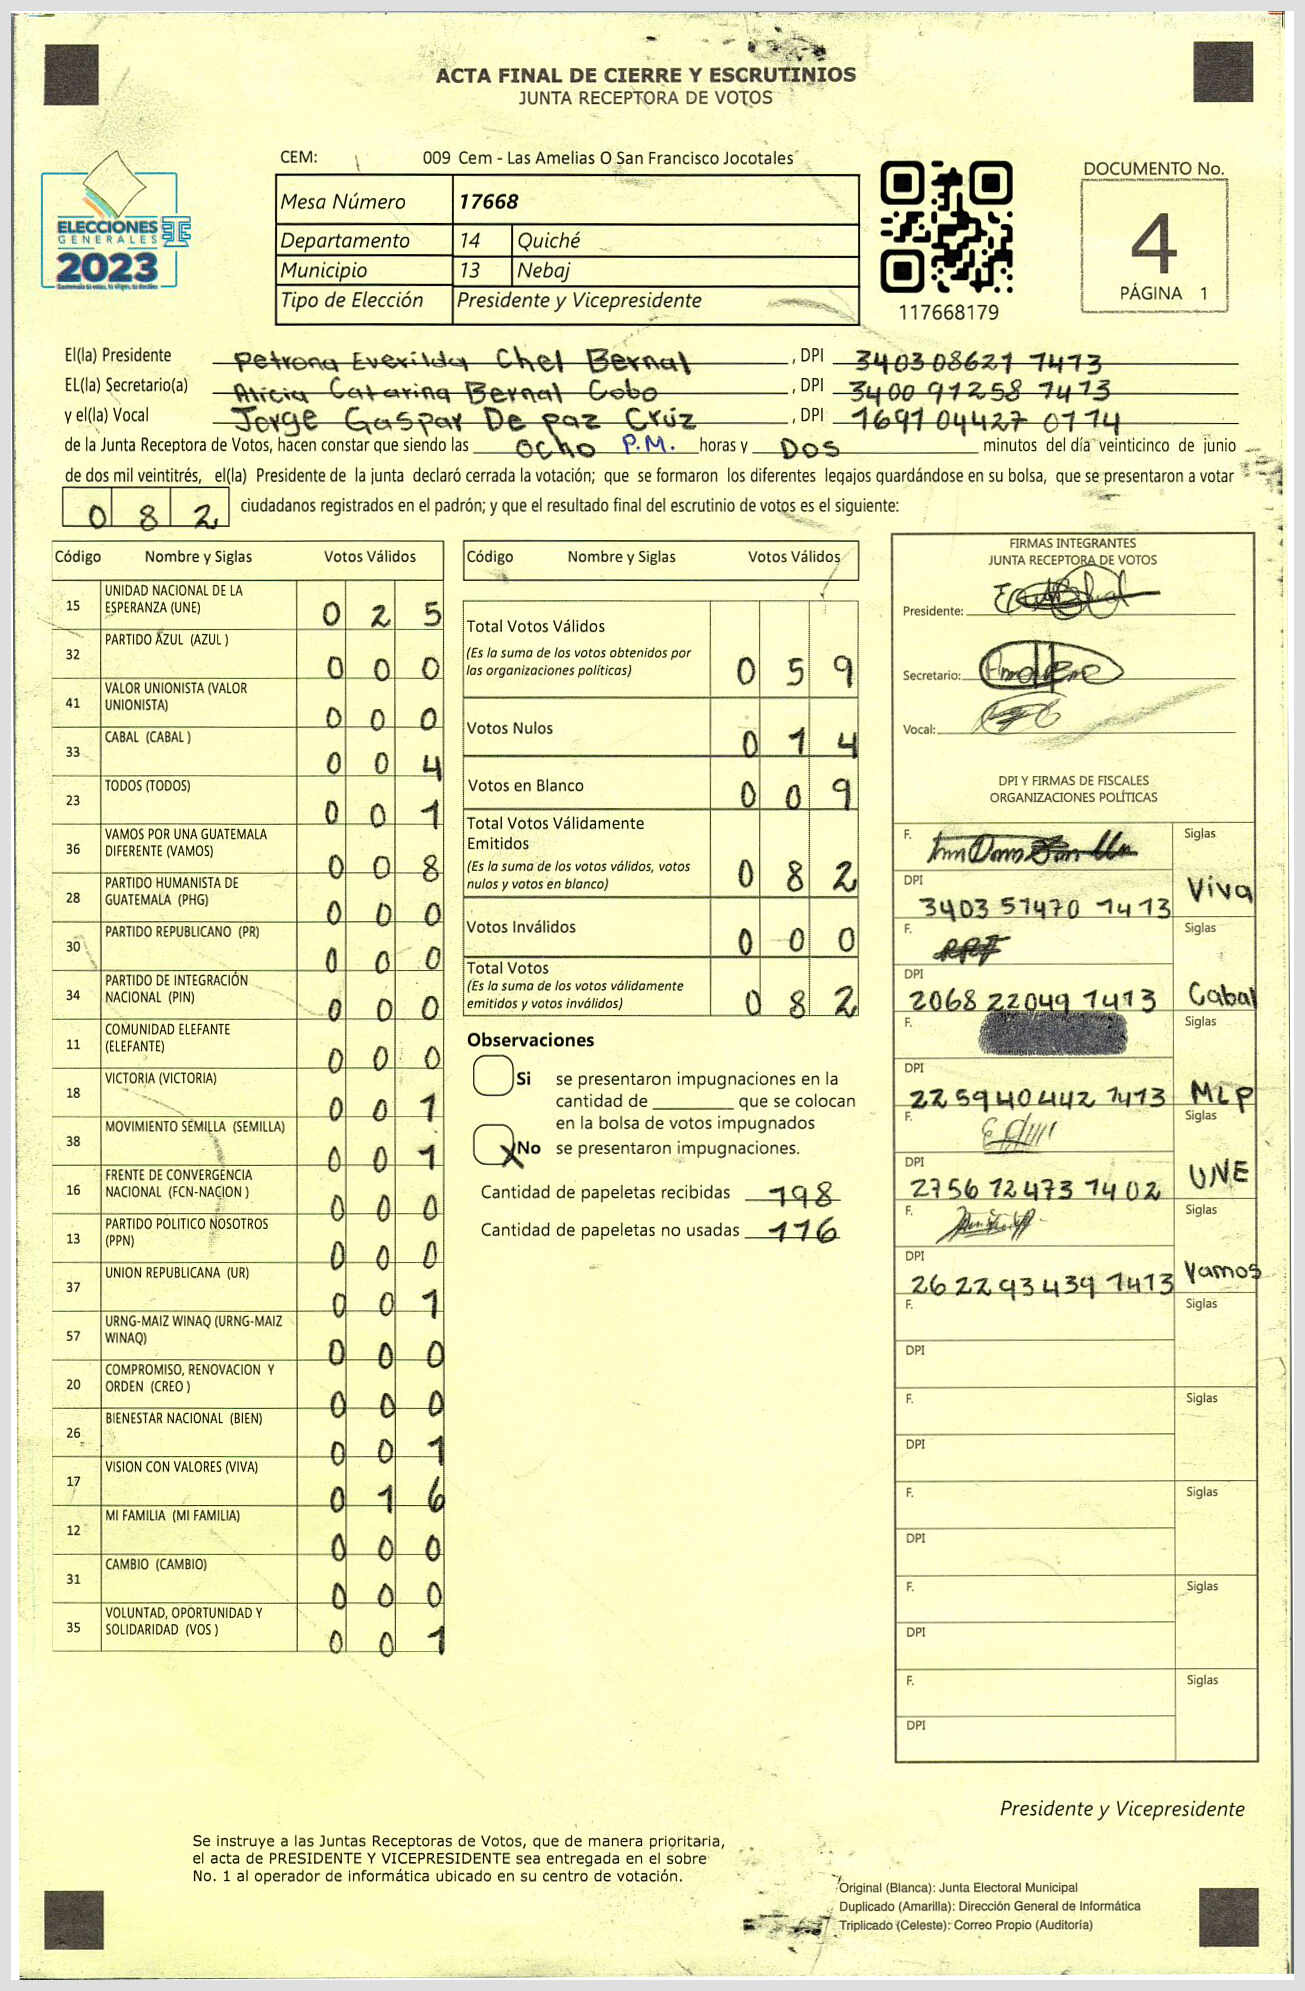 ACTA FINAL DE CIERRE Y ESCRUTINIOS
JUNTA RECEPTORA DE VOTOS
CEM: 009 Cem - Las Amelias O San Francisco Jocotales
ELECCIONES
GENERALES
2023
Mesa Número 17668
Departamento 14 Quiché
Municipio 13 Nebaj
Tipo de Elección Presidente y Vicepresidente
117668179
DOCUMENTO No.
4
PÁGINA 1
El(la) Presidente Petrona Everilda Chel Bernal, DPI 340308621 1413
EL(la) Secretario(a) Alicia Catarina Bernal Cobo, DPI 3400 91258 1413
y el(la) Vocal Jorge Gaspar De paz Cruz, DPI 1691 04427 0114
de la Junta Receptora de Votos, hacen constar que siendo las Ocho P.M. horas y Dos minutos del día veinticinco de junio
de dos mil veintitrés, el(la) Presidente de la junta declaró cerrada la votación; que se formaron los diferentes legajos guardándose en su bolsa, que se presentaron a votar
082 ciudadanos registrados en el padrón; y que el resultado final del escrutinio de votos es el siguiente:
Código Nombre y Siglas Votos Válidos
15 UNIDAD NACIONAL DE LA ESPERANZA (UNE) 0 2 5
32 PARTIDO AZUL (AZUL ) 0 0 0
41 VALOR UNIONISTA (VALOR UNIONISTA) 0 0 0
33 CABAL (CABAL ) 0 0 4
23 TODOS (TODOS) 0 0 1
36 VAMOS POR UNA GUATEMALA DIFERENTE (VAMOS) 0 0 8
28 PARTIDO HUMANISTA DE GUATEMALA (PHG) 0 0 0
30 PARTIDO REPUBLICANO (PR) 0 0 0
34 PARTIDO DE INTEGRACIÓN NACIONAL (PIN) 0 0 0
11 COMUNIDAD ELEFANTE (ELEFANTE) 0 0 0
18 VICTORIA (VICTORIA) 0 0 1
38 MOVIMIENTO SEMILLA (SEMILLA) 0 0 1
16 FRENTE DE CONVERGENCIA NACIONAL (FCN-NACION ) 0 0 0
13 PARTIDO POLITICO NOSOTROS (PPN) 0 0 0
37 UNION REPUBLICANA (UR) 0 0 1
57 URNG-MAIZ WINAQ (URNG-MAIZ WINAQ) 0 0 0
20 COMPROMISO, RENOVACION Y ORDEN (CREO ) 0 0 0
26 BIENESTAR NACIONAL (BIEN) 0 0 1
17 VISION CON VALORES (VIVA) 0 1 6
12 MI FAMILIA (MI FAMILIA) 0 0 0
31 CAMBIO (CAMBIO) 0 0 0
35 VOLUNTAD, OPORTUNIDAD Y SOLIDARIDAD (VOS ) 0 0 1
Código Nombre y Siglas Votos Válidos
Total Votos Válidos 0 5 9
(Es la suma de los votos obtenidos por
las organizaciones políticas)
Votos Nulos 0 1 4
Votos en Blanco 0 0 9
Total Votos Válidamente
Emitidos 0 8 2
(Es la suma de los votos válidos, votos
nulos y votos en blanco)
Votos Inválidos 0 0 0
Total Votos 0 8 2
(Es la suma de los votos válidamente
emitidos y votos inválidos)
Observaciones
Si se presentaron impugnaciones en la
cantidad de ________ que se colocan
en la bolsa de votos impugnados
X No se presentaron impugnaciones.
Cantidad de papeletas recibidas 198
Cantidad de papeletas no usadas 116
FIRMAS INTEGRANTES
JUNTA RECEPTORA DE VOTOS
Presidente:
Secretario:
Vocal:
DPI Y FIRMAS DE FISCALES
ORGANIZACIONES POLÍTICAS
F. Siglas
DPI 3403 51470 1413 Viva
F. Siglas
DPI 2068 22049 1413 Cabal
F. Siglas
DPI 2259 40442 1413 MLP
F. Siglas
DPI 2756 12473 1402 UNE
F. Siglas
DPI 2622 93439 1413 Vamos
F. Siglas
DPI
F. Siglas
DPI
F. Siglas
DPI
F. Siglas
DPI
F. Siglas
DPI
Presidente y Vicepresidente
Se instruye a las Juntas Receptoras de Votos, que de manera prioritaria,
el acta de PRESIDENTE Y VICEPRESIDENTE sea entregada en el sobre
No. 1 al operador de informática ubicado en su centro de votación.
Original (Blanca): Junta Electoral Municipal
Duplicado (Amarilla): Dirección General de Informática
Triplicado (Celeste): Correo Propio (Auditoría)